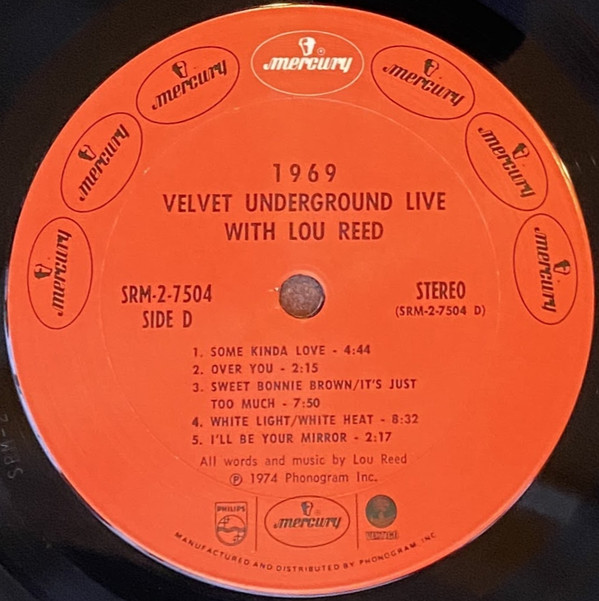 mercury
mercury
mercury
mercury
mercury
mercury
mercury
1969
VELVET UNDERGROUND LIVE
WITH LOU REED
SRM-2-7504
SIDE D
STEREO
(SRM-2-7504 D)
1. SOME KINDA LOVE - 4:44
2. OVER YOU - 2:15
3. SWEET BONNIE BROWN/IT'S JUST
TOO MUCH - 7:50
4. WHITE LIGHT/WHITE HEAT - 8:32
5. I'LL BE YOUR MIRROR - 2:17
All words and music by Lou Reed
℗ 1974 Phonogram Inc.
PHILIPS
mercury
VERTIGO
MANUFACTURED AND DISTRIBUTED BY PHONOGRAM, INC.